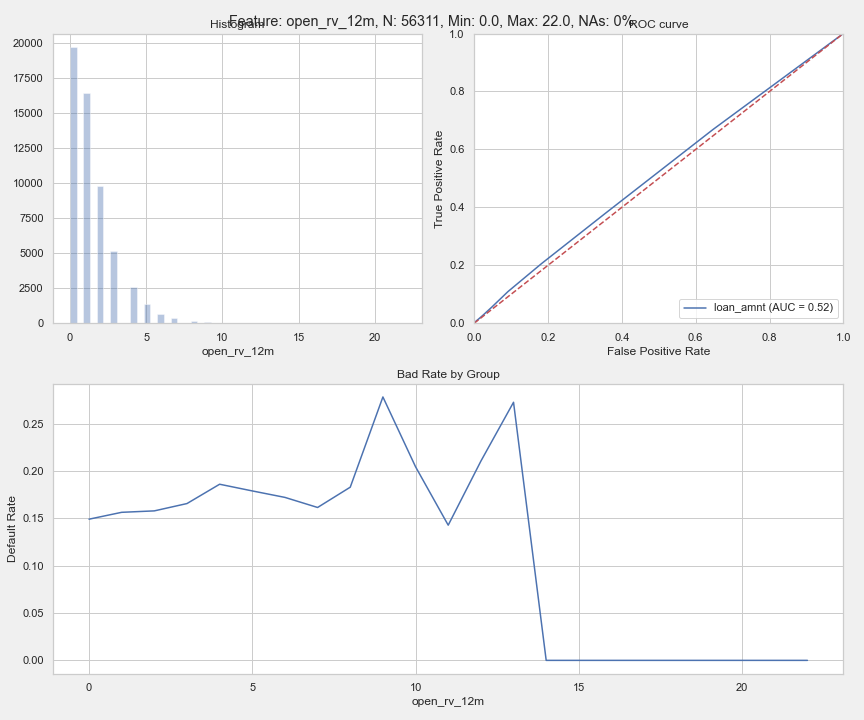 Feature: open_rv_12m, N: 56311, Min: 0.0, Max: 22.0, NAs: 0%
Histogram
20000
17500
15000
12500
10000
7500
5000
2500
0
0 5 10 15 20
open_rv_12m
ROC curve
True Positive Rate
1.0
0.8
0.6
0.4
0.2
0.0
loan_amnt (AUC = 0.52)
0.0 0.2 0.4 0.6 0.8 1.0
False Positive Rate
Bad Rate by Group
Default Rate
0.25
0.20
0.15
0.10
0.05
0.00
0 5 10 15 20
open_rv_12m